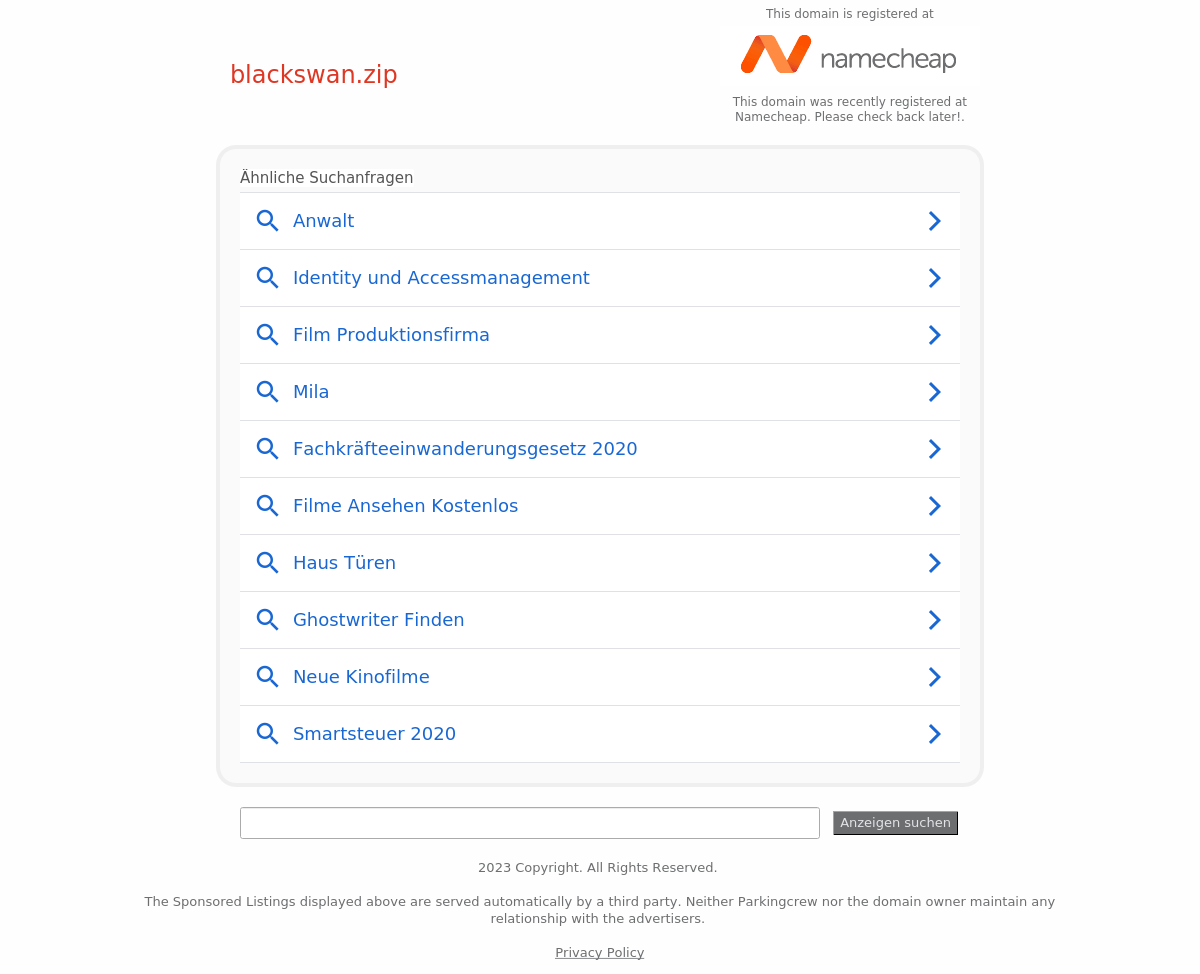 This domain is registered at
namecheap
blackswan.zip
This domain was recently registered at
Namecheap. Please check back later!.
Ähnliche Suchanfragen
Anwalt
Identity und Accessmanagement
Film Produktionsfirma
Mila
Fachkräfteeinwanderungsgesetz 2020
Filme Ansehen Kostenlos
Haus Türen
Ghostwriter Finden
Neue Kinofilme
Smartsteuer 2020
Anzeigen suchen
2023 Copyright. All Rights Reserved.
The Sponsored Listings displayed above are served automatically by a third party. Neither Parkingcrew nor the domain owner maintain any
relationship with the advertisers.
Privacy Policy